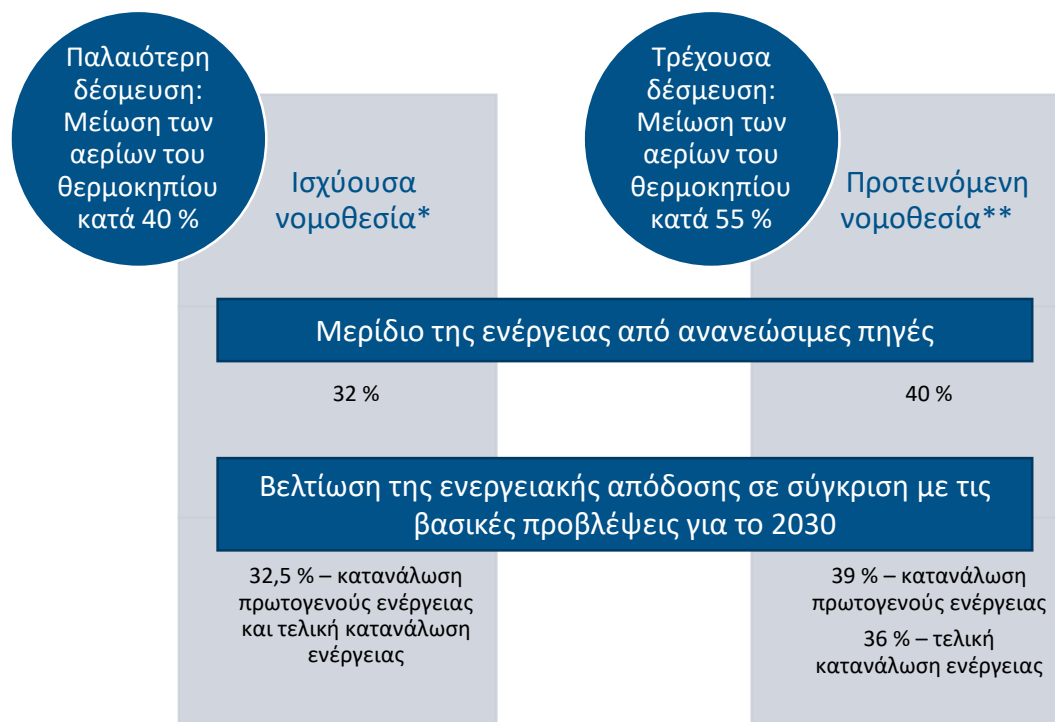 Παλαιότερη
δέσμευση:
Μείωση των
αερίων του
θερμοκηπίου
κατά 40 %
Ισχύουσα
νομοθεσία*
Τρέχουσα
δέσμευση:
Μείωση των
αερίων του
θερμοκηπίου
κατά 55 %
Προτεινόμενη
νομοθεσία**
Μερίδιο της ενέργειας από ανανεώσιμες πηγές
32 %
40 %
Βελτίωση της ενεργειακής απόδοσης σε σύγκριση με τις
βασικές προβλέψεις για το 2030
32,5 % – κατανάλωση
πρωτογενούς ενέργειας
και τελική κατανάλωση
ενέργειας
39 % – κατανάλωση
πρωτογενούς ενέργειας
36 % – τελική
κατανάλωση ενέργειας